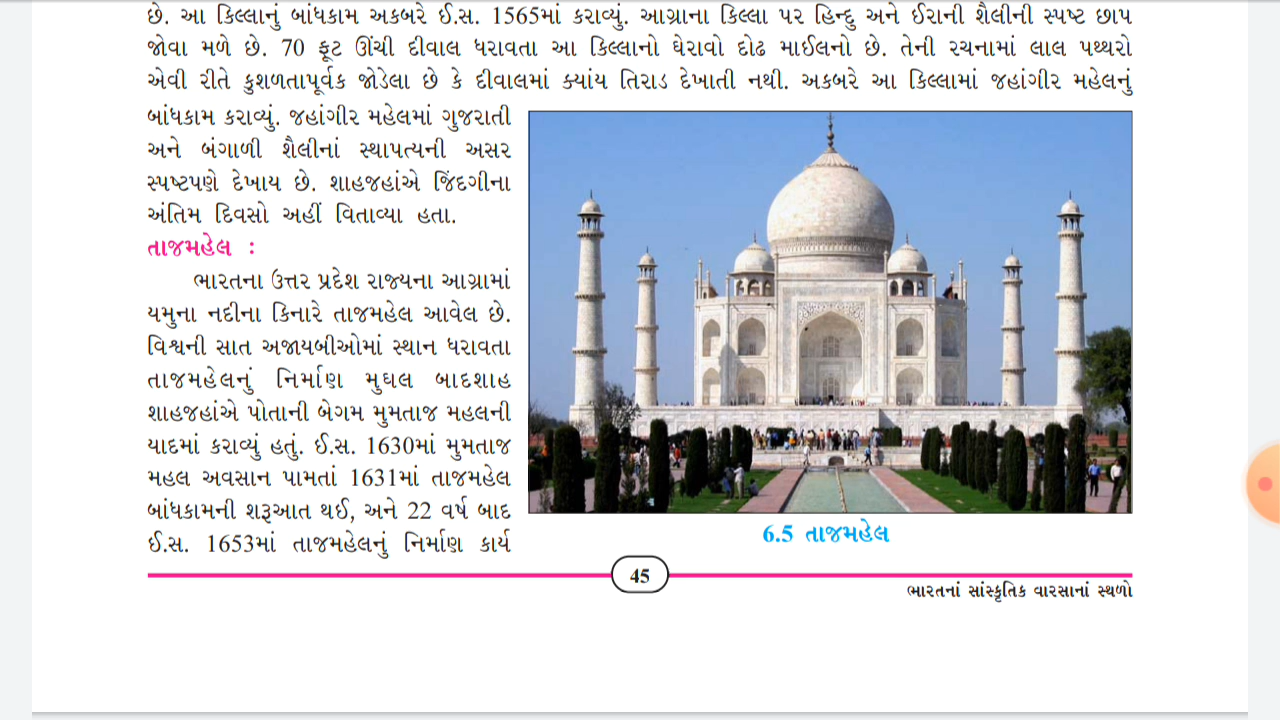 છે. આ કિલ્લાનું બાંધકામ અકબરે ઈ.સ. 1565માં કરાવ્યું. આગ્રાના કિલ્લા પર હિન્દુ અને ઈરાની શૈલીની સ્પષ્ટ છાપ
જોવા મળે છે. 70 ફૂટ ઊંચી દીવાલ ધરાવતા આ કિલ્લાનો ઘેરાવો દોઢ માઈલનો છે. તેની રચનામાં લાલ પથ્થરો
એવી રીતે કુશળતાપૂર્વક જોડેલા છે કે દીવાલમાં ક્યાંય તિરાડ દેખાતી નથી. અકબરે આ કિલ્લામાં જહાંગીર મહેલનું
બાંધકામ કરાવ્યું. જહાંગીર મહેલમાં ગુજરાતી
અને બંગાળી શૈલીનાં સ્થાપત્યની અસર
સ્પષ્ટપણે દેખાય છે. શાહજહાંએ જિંદગીના
અંતિમ દિવસો અહીં વિતાવ્યા હતા.
તાજમહેલ :
ભારતના ઉત્તર પ્રદેશ રાજ્યના આગ્રામાં
યમુના નદીના કિનારે તાજમહેલ આવેલ છે.
વિશ્વની સાત અજાયબીઓમાં સ્થાન ધરાવતા
તાજમહેલનું નિર્માણ મુઘલ બાદશાહ
શાહજહાંએ પોતાની બેગમ મુમતાજ મહલની
યાદમાં કરાવ્યું હતું. ઈ.સ. 1630માં મુમતાજ
મહલ અવસાન પામતાં 1631માં તાજમહેલ
બાંધકામની શરૂઆત થઈ, અને 22 વર્ષ બાદ
ઈ.સ. 1653માં તાજમહેલનું નિર્માણ કાર્ય
6.5 તાજમહેલ
45
ભારતનાં સાંસ્કૃતિક વારસાનાં સ્થળો